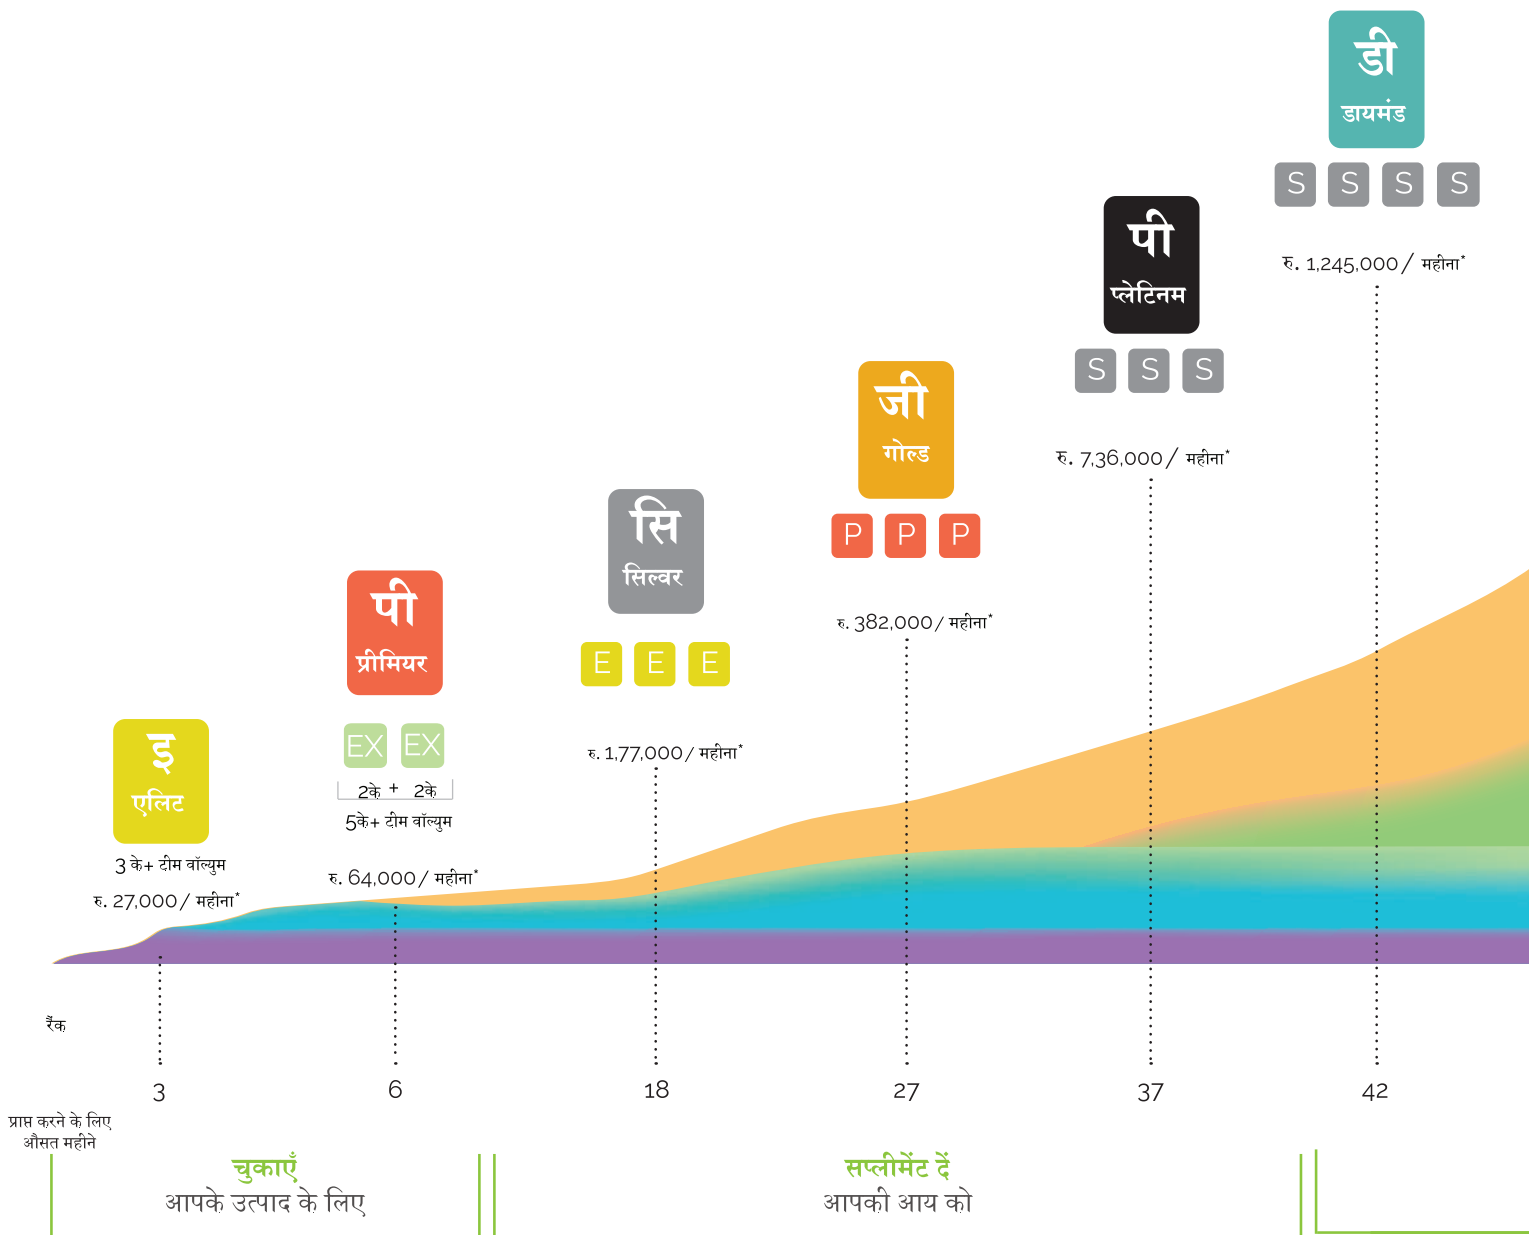 डी
डायमंड
S S S S
रु. 1,245,000 / महीना*
पी
प्लेटिनम
S S S
रु. 7,36,000 / महीना*
जी
गोल्ड
P P P
रु. 382,000 / महीना*
सि
सिल्वर
E E E
रु. 1,77,000 / महीना*
पी
प्रीमियर
EX EX
2के + 2के
5के+ टीम वॉल्युम
रु. 64,000 / महीना*
इ
एलिट
3 के+ टीम वॉल्युम
रु. 27,000 / महीना*
रैंक
3 6 18 27 37 42
प्राप्त करने के लिए
औसत महीने
चुकाएँ
आपके उत्पाद के लिए
सप्लीमेंट दें
आपकी आय को